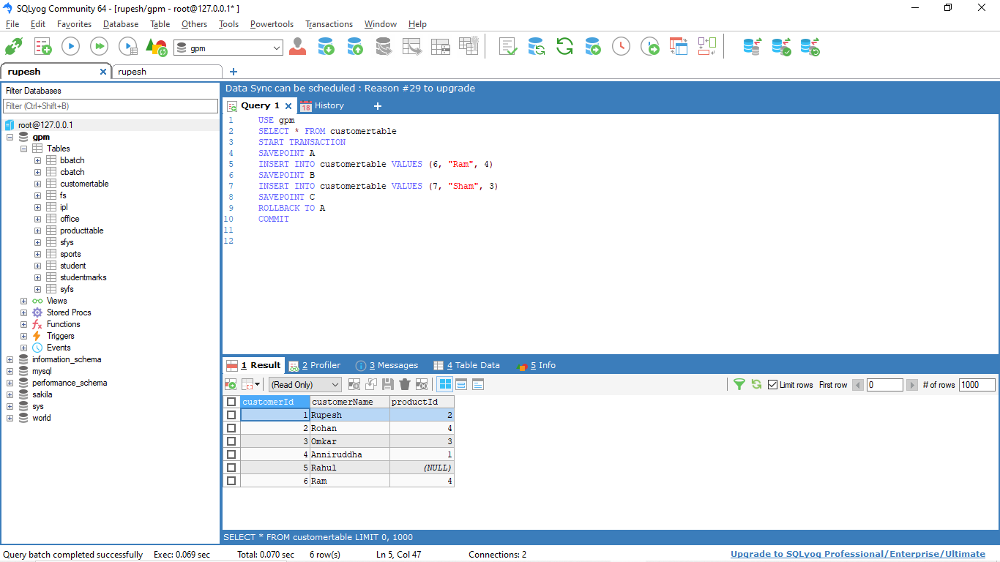 SQLyog Community 64 - [rupesh/gpm - root@127.0.0.1* ]
File Edit Favorites Database Table Others Tools Powertools Transactions Window Help
gpm
rupesh rupesh
Filter Databases
Filter (Ctrl+Shift+B)
root@127.0.0.1
gpm
Tables
bbatch
cbatch
customertable
fs
ipl
office
producttable
sfys
sports
student
studentmarks
syfs
Views
Stored Procs
Functions
Triggers
Events
information_schema
mysql
perfomance_schema
sakila
sys
world
Data Sync can be scheduled : Reason #29 to upgrade
Query 1 18 History
1 USE gpm
2 SELECT * FROM customertable
3 START TRANSACTION
4 SAVEPOINT A
5 INSERT INTO customertable VALUES (6, "Ram", 4)
6 SAVEPOINT B
7 INSERT INTO customertable VALUES (7, "Sham", 3)
8 SAVEPOINT C
9 ROLLBACK TO A
10 COMMIT
11
12
1 Result 2 Profiler 3 Messages 4 Table Data 5 Info
(Read Only) Limit rows First row 0 # of rows 1000
customerId customerName productId
1 Rupesh 2
2 Rohan 4
3 Omkar 3
4 Anniruddha 1
5 Rahul (NULL)
6 Ram 4
SELECT * FROM customertable LIMIT 0, 1000
Query batch completed successfully Exec: 0.069 sec Total: 0.070 sec 6 row(s) Ln 5, Col 47 Connections: 2 Upgrade to SQLyog Professional/Enterprise/Ultimate